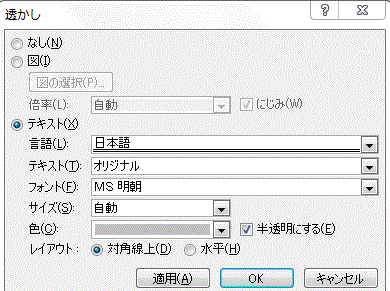 透かし
なし(N)
図(I)
図の選択(P)...
倍率(L): 自動 にじみ(W)
テキスト(X)
言語(L): 日本語
テキスト(T): オリジナル
フォント(F): MS 明朝
サイズ(S): 自動
色(C): 半透明にする(E)
レイアウト: 対角線上(D) 水平(H)
適用(A) OK キャンセル